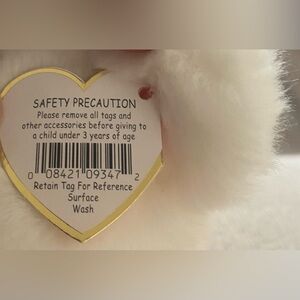 SAFETY PRECAUTION
Please remove all tags and
other accessories before giving to
a child under 3 years of age
0 08421 09347 2
Retain Tag For Reference
Surface
Wash